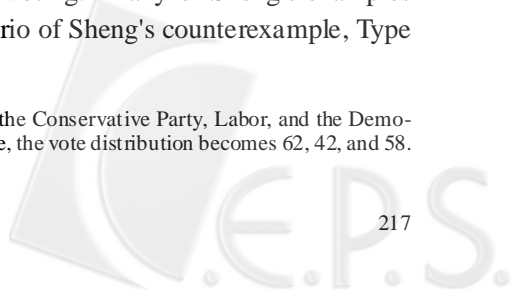 rio of Sheng's counterexample, Type
the Conservative Party, Labor, and the Demo-
e, the vote distribution becomes 62, 42, and 58.
217
C.E.P.S.